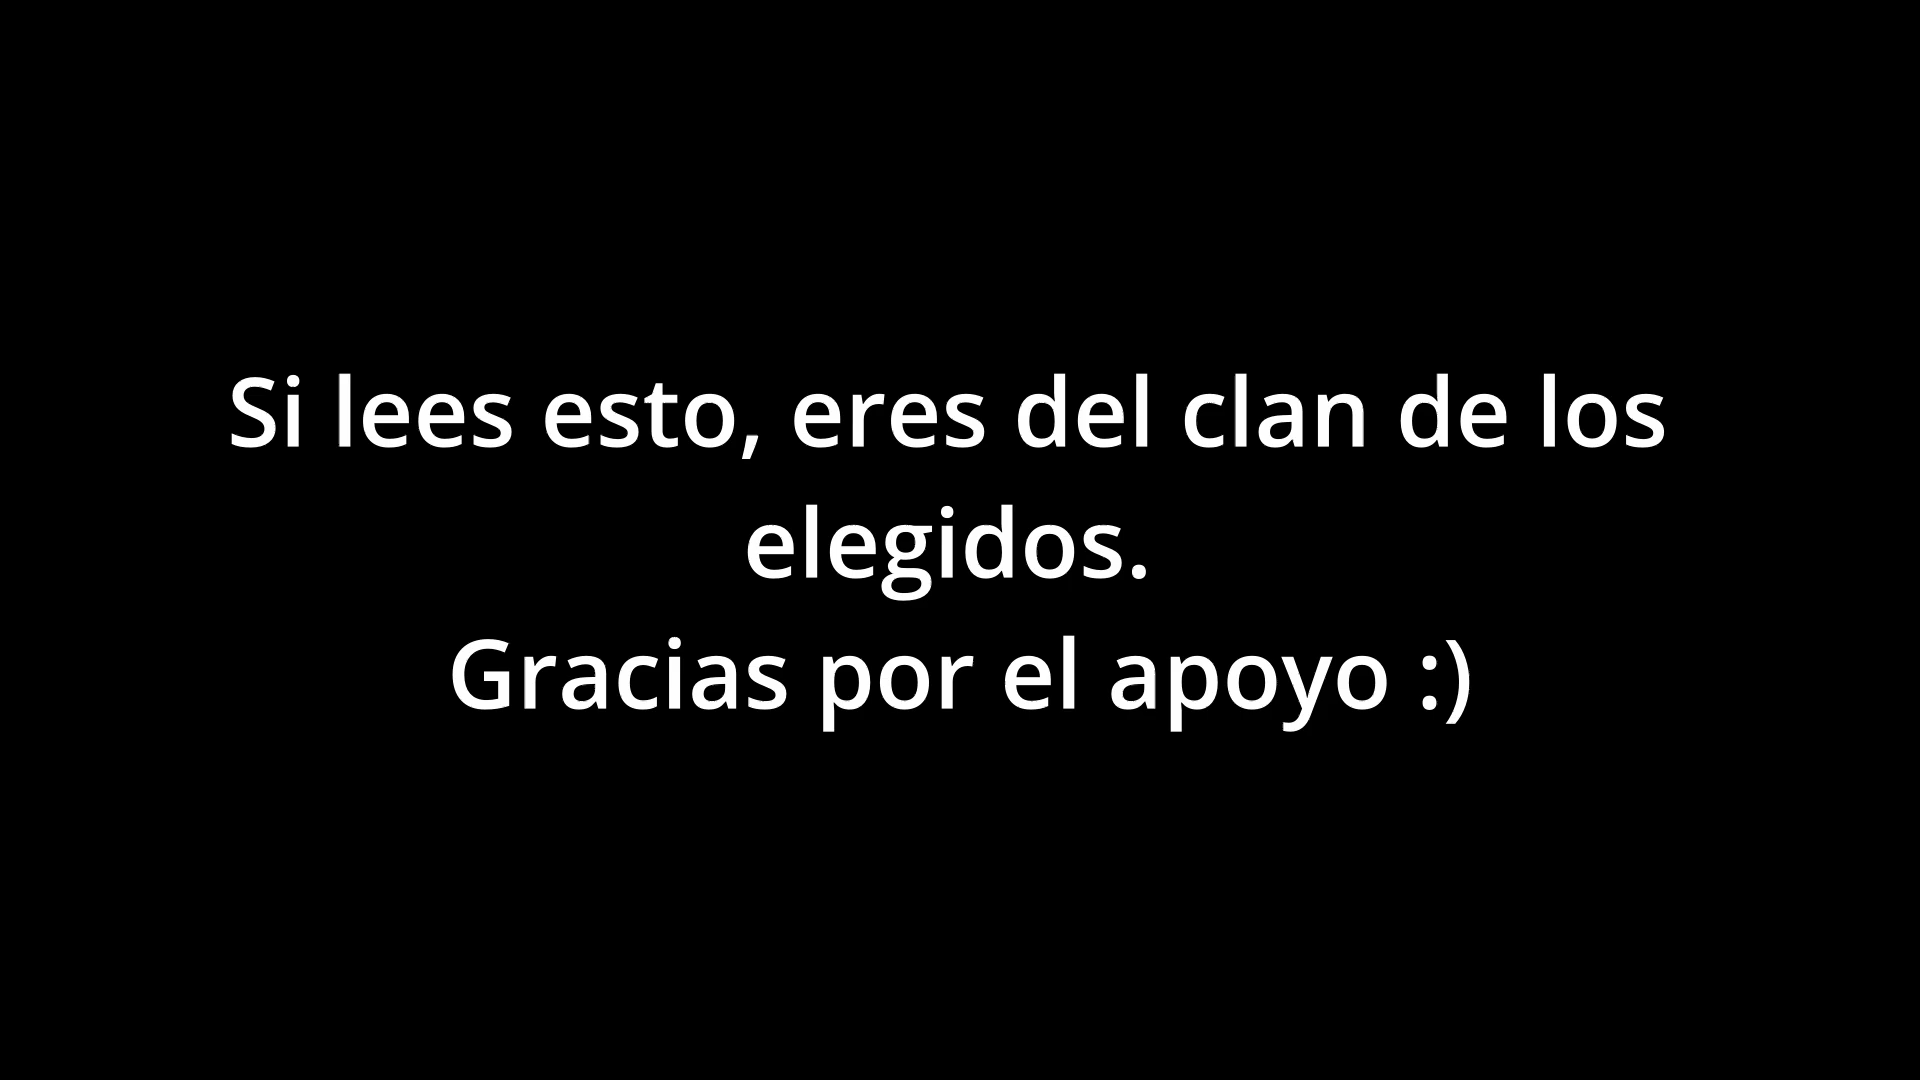 Si lees esto, eres del clan de los
elegidos.
Gracias por el apoyo :)